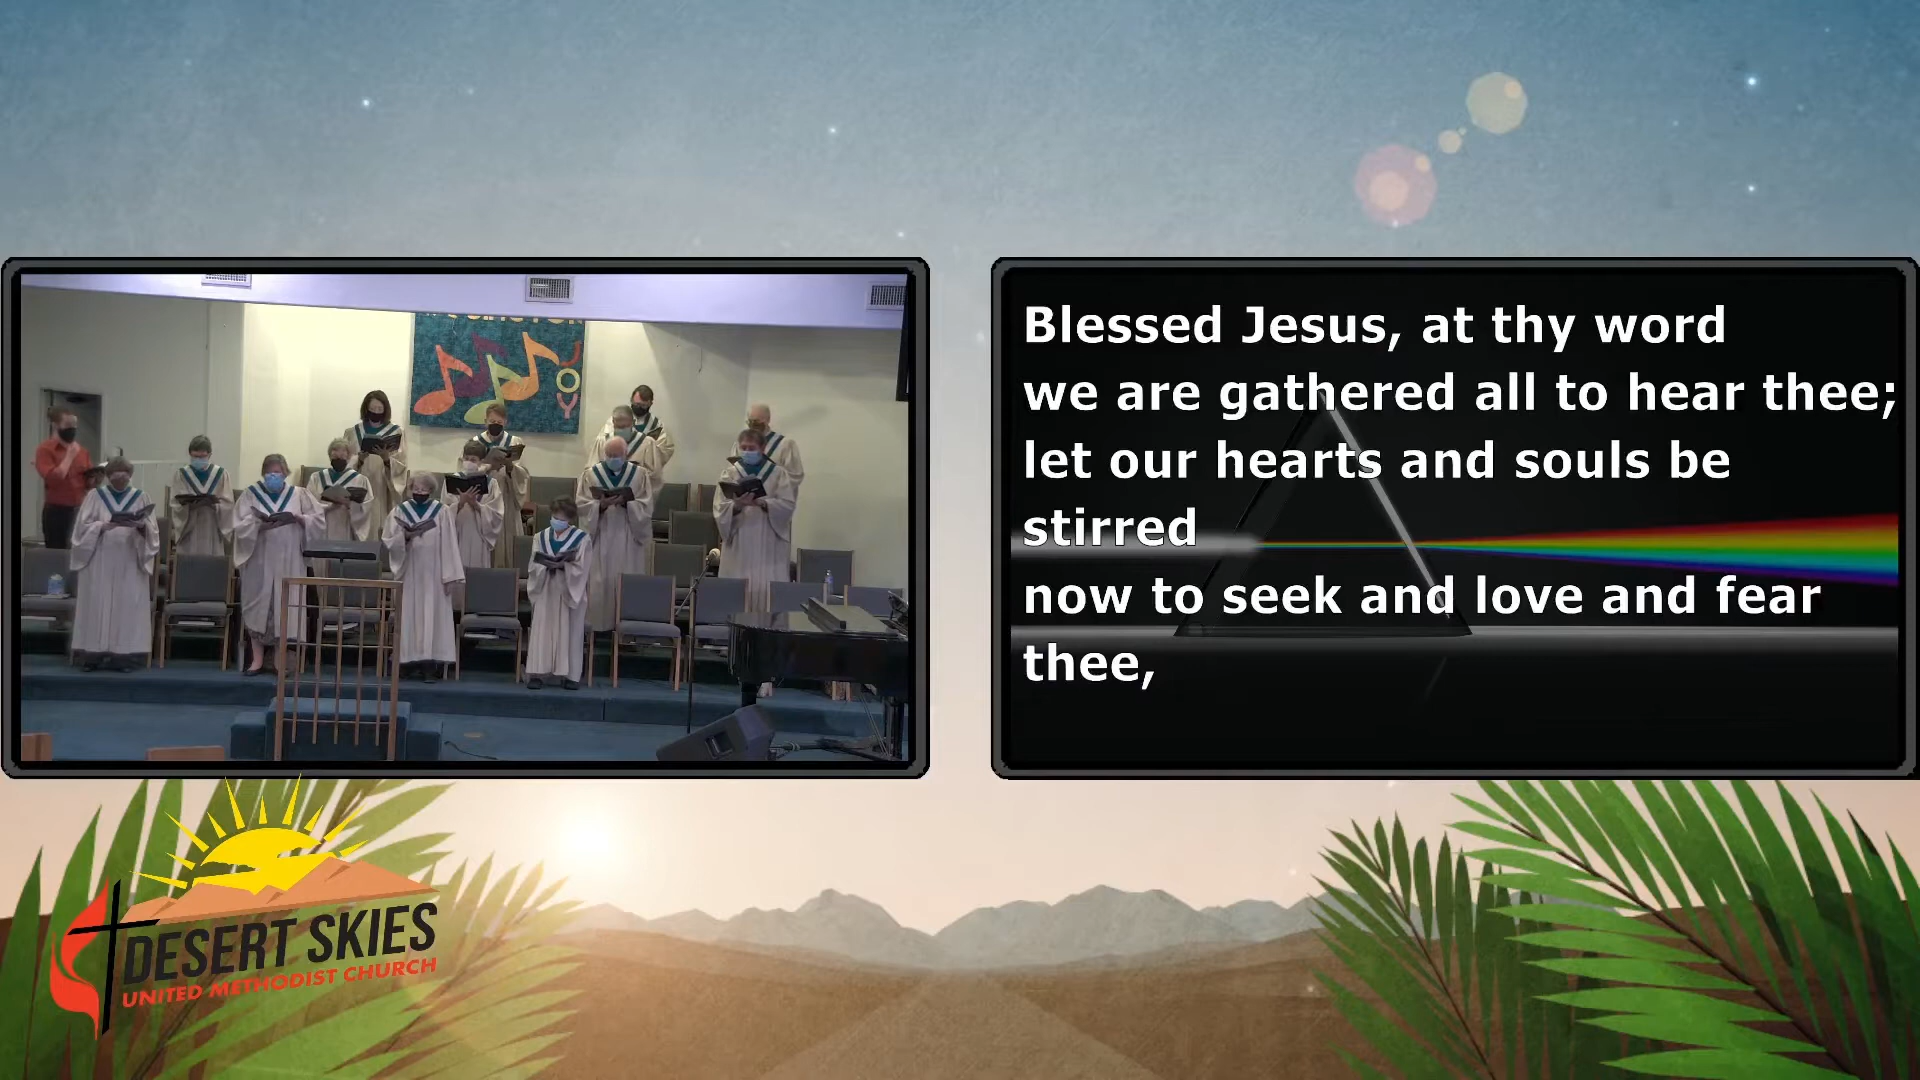 JOY
Blessed Jesus, at thy word
we are gathered all to hear thee;
let our hearts and souls be
stirred
now to seek and love and fear
thee,
DESERT SKIES
UNITED METHODIST CHURCH